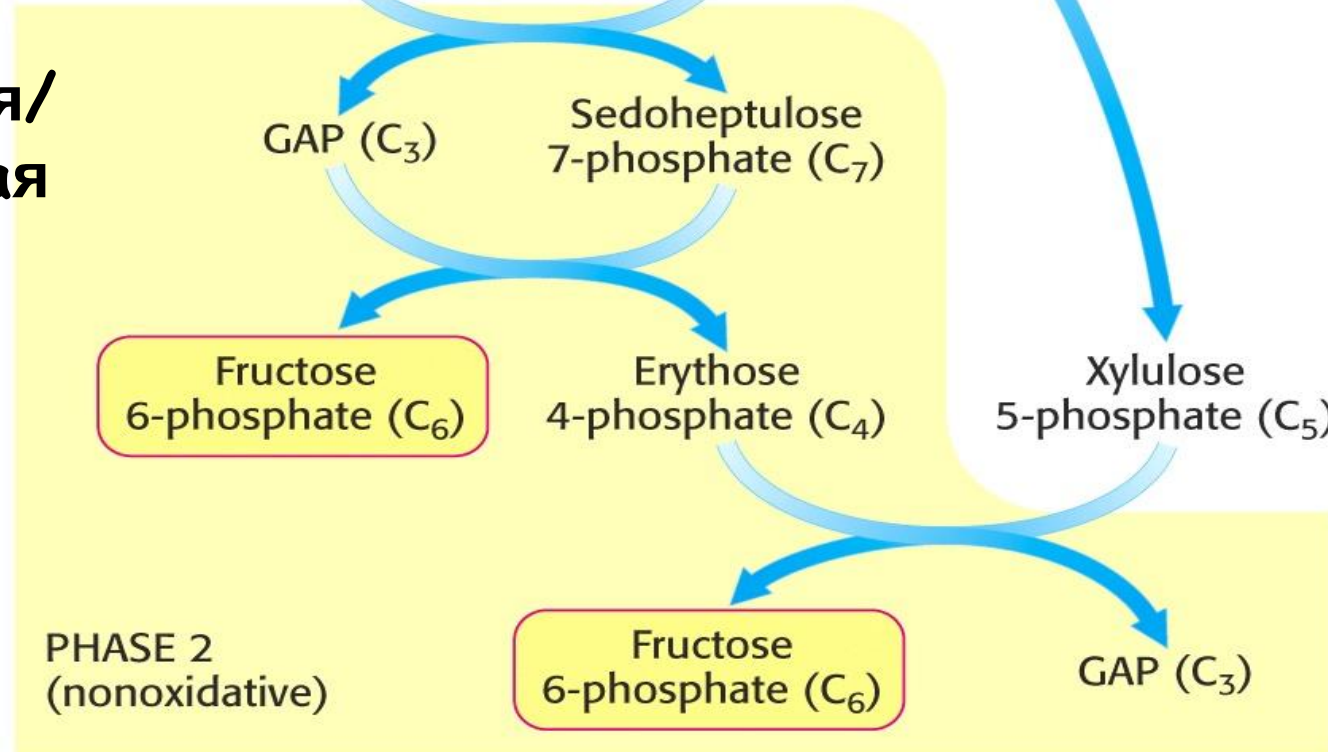 я/
ая
GAP (C₃)
Sedoheptulose
7-phosphate (C₇)
Fructose
6-phosphate (C₆)
Erythose
4-phosphate (C₄)
Xylulose
5-phosphate (C₅)
PHASE 2
(nonoxidative)
Fructose
6-phosphate (C₆)
GAP (C₃)